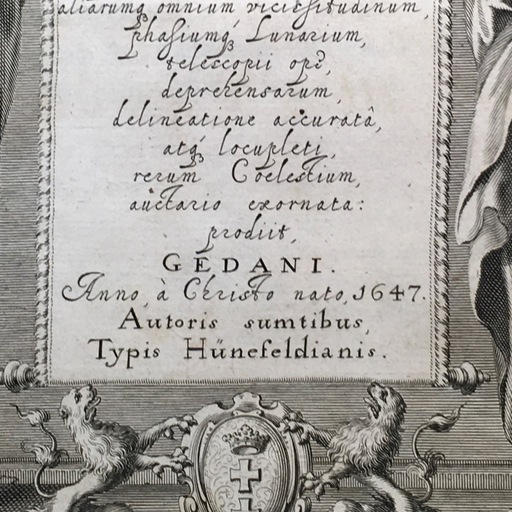 aliarumq́ omnium vicissitudinum,
phasiumq́ Lunarium,
telescopii opẽ,
deprehensarum,
delineatione accuratâ,
atq́ locupleti,
rerum Coelestium,
auctario exornata:
prodiit,
GEDANI.
Anno, à Christo nato, 1647.
Autoris sumtibus,
Typis Hünefeldianis.